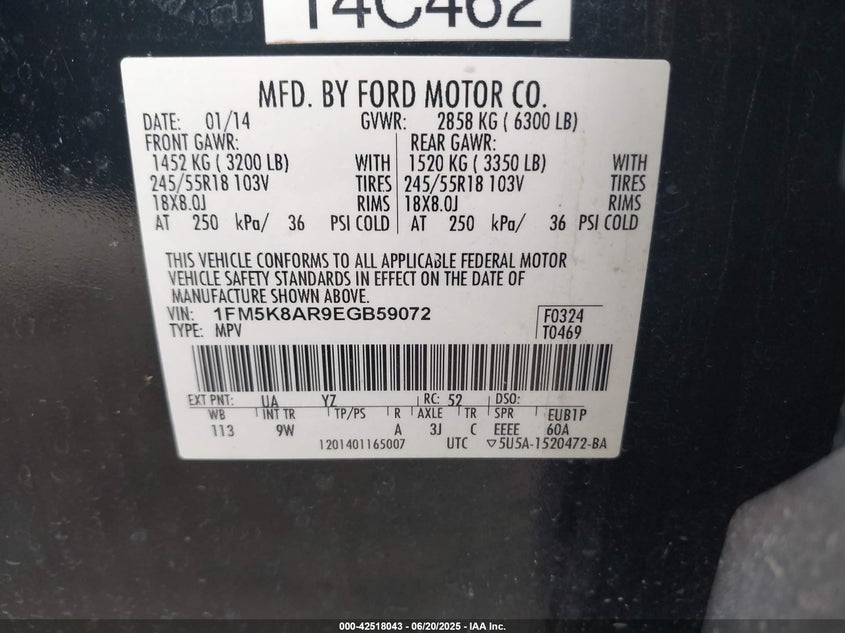 14C462
MFD. BY FORD MOTOR CO.
DATE: 01/14 GVWR: 2858 KG ( 6300 LB)
FRONT GAWR: REAR GAWR:
1452 KG ( 3200 LB) WITH 1520 KG ( 3350 LB) WITH
245/55R18 103V TIRES 245/55R18 103V TIRES
18X8.0J RIMS 18X8.0J RIMS
AT 250 kPa/ 36 PSI COLD AT 250 kPa/ 36 PSI COLD
THIS VEHICLE CONFORMS TO ALL APPLICABLE FEDERAL MOTOR
VEHICLE SAFETY STANDARDS IN EFFECT ON THE DATE OF
MANUFACTURE SHOWN ABOVE.
VIN: 1FM5K8AR9EGB59072 F0324
TYPE: MPV T0469
EXT PNT: UA YZ RC: 52 DSO:
WB INT TR TP/PS R AXLE TR SPR EUB1P
113 9W A 3J C EEEE 60A
1201401165007 UTC ▽5U5A-1520472-BA
000-42518043 - 06/20/2025 - IAA Inc.